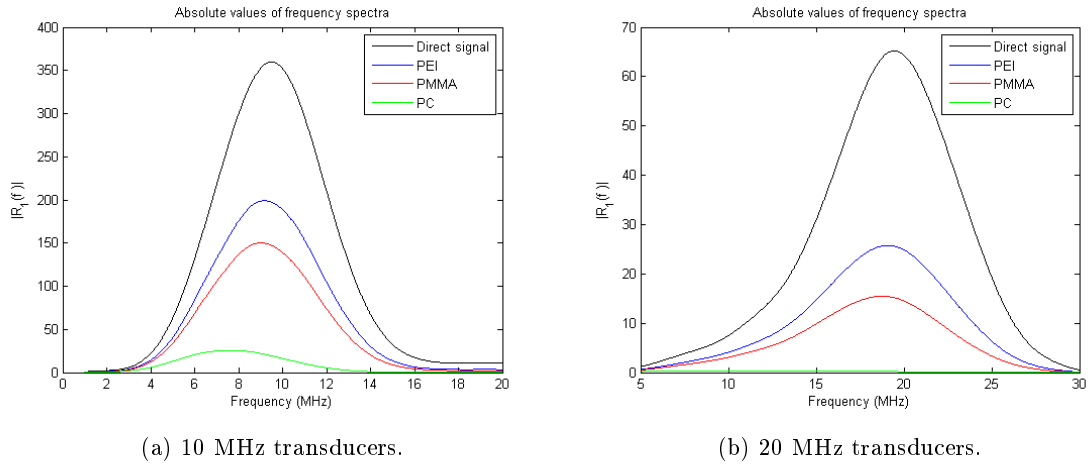 Absolute values of frequency spectra
400
350
300
250
200
150
100
50
0
|R_1(f)|
0 2 4 6 8 10 12 14 16 18 20
Frequency (MHz)
Direct signal
PEI
PMMA
PC
(a) 10 MHz transducers.
Absolute values of frequency spectra
70
60
50
40
30
20
10
0
|R_1(f)|
5 10 15 20 25 30
Frequency (MHz)
Direct signal
PEI
PMMA
PC
(b) 20 MHz transducers.